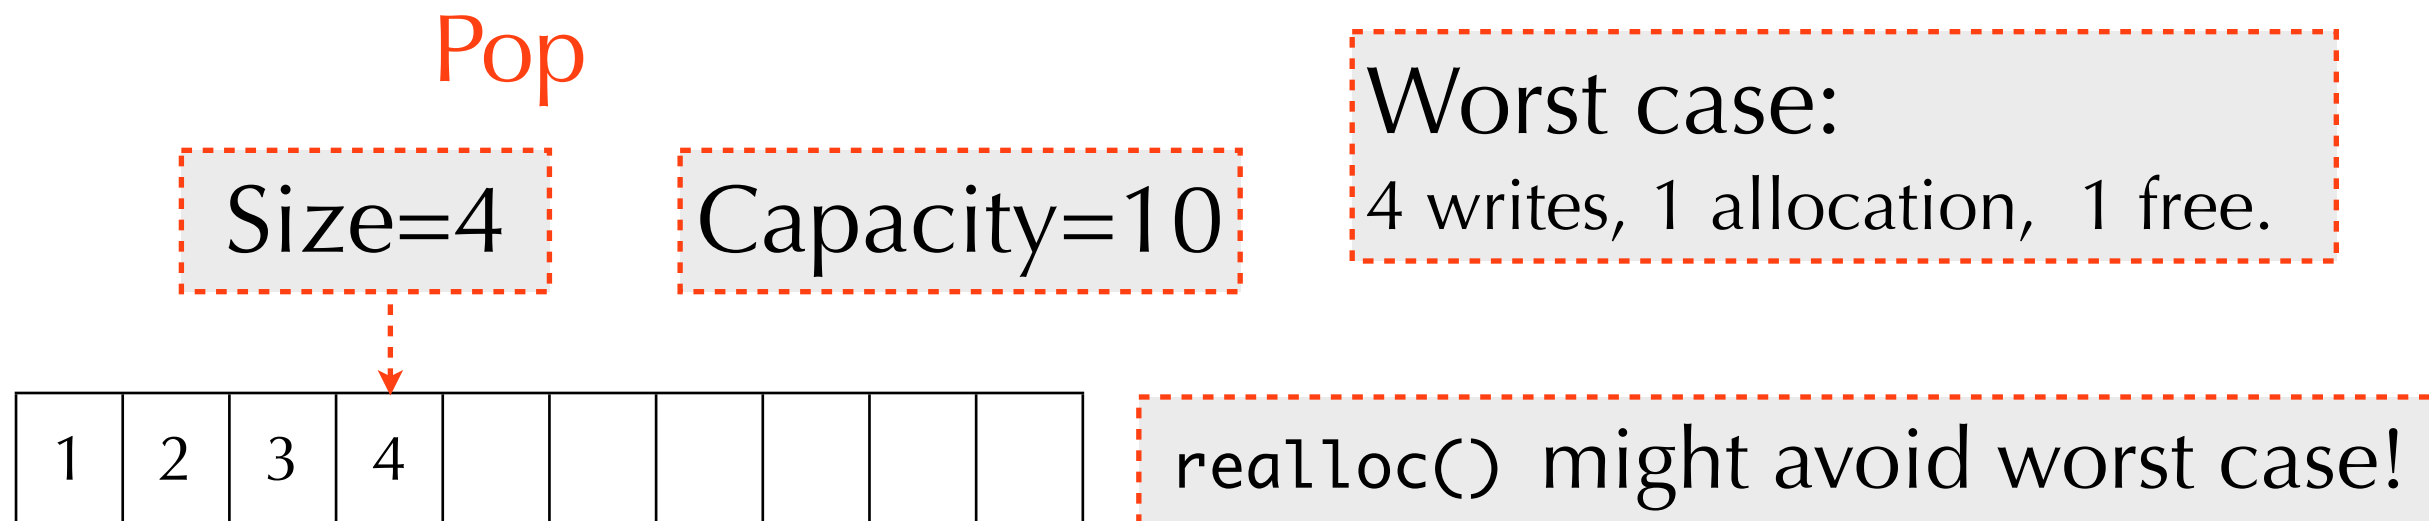 Pop
Size=4
Capacity=10
Worst case:
4 writes, 1 allocation, 1 free.
1 2 3 4
realloc() might avoid worst case!